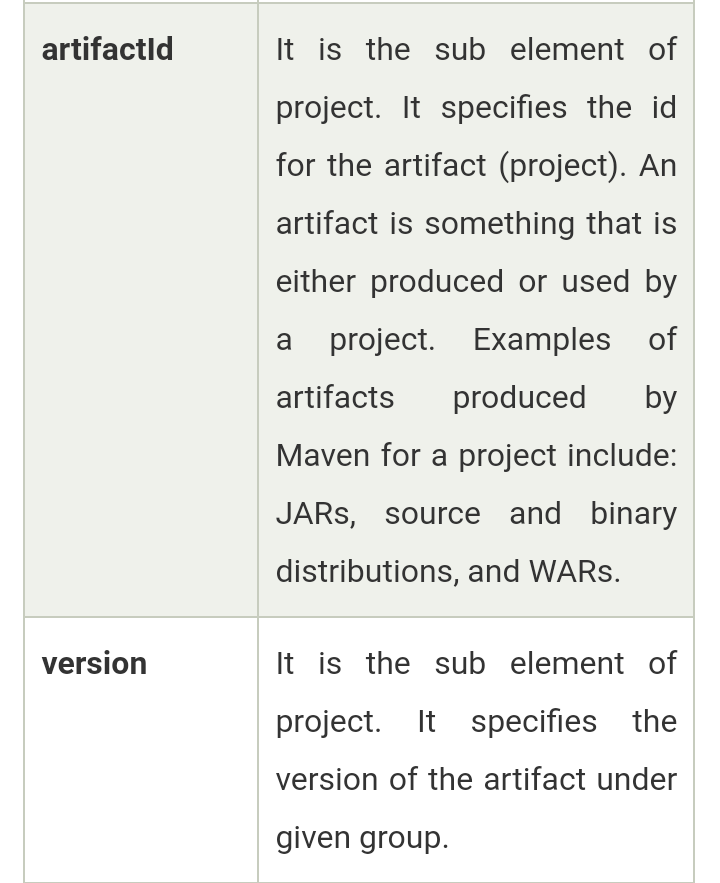 artifactId
It is the sub element of
project. It specifies the id
for the artifact (project). An
artifact is something that is
either produced or used by
a project. Examples of
artifacts produced by
Maven for a project include:
JARs, source and binary
distributions, and WARs.
version
It is the sub element of
project. It specifies the
version of the artifact under
given group.